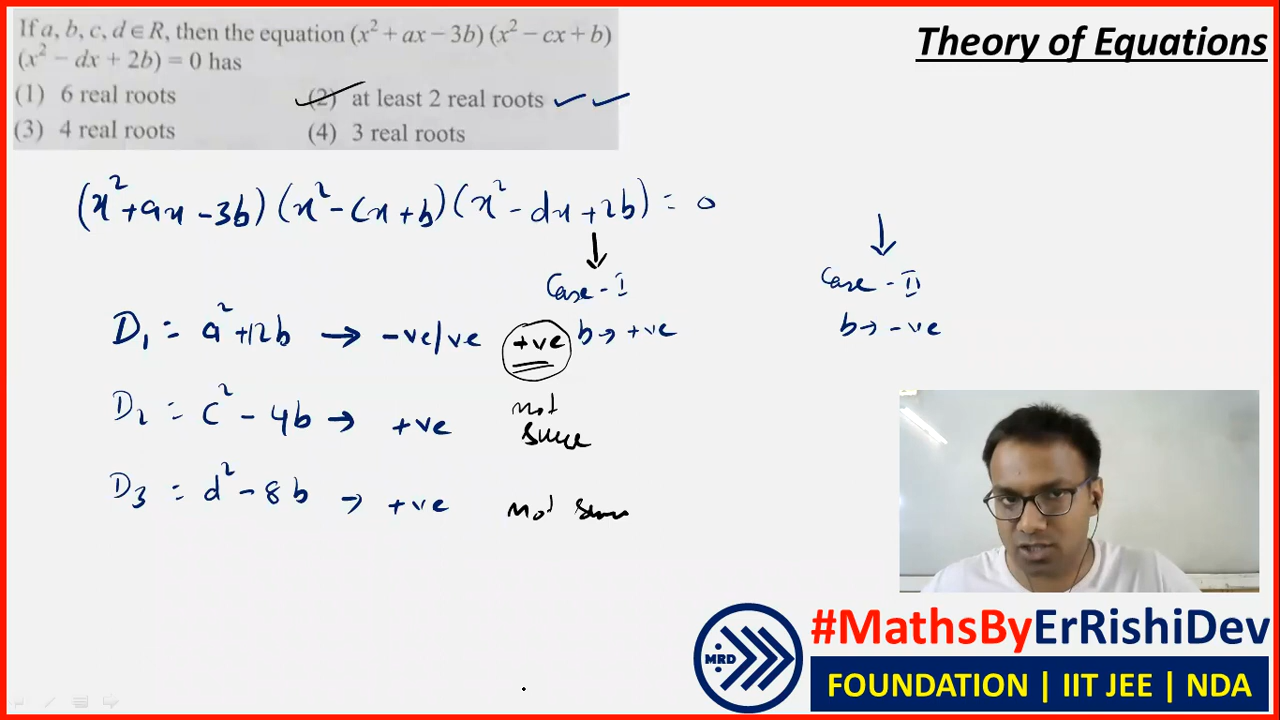 If a, b, c, d ∈ R, then the equation (x² + ax − 3b) (x² − cx + b)
(x² − dx + 2b) = 0 has
(1) 6 real roots (2) at least 2 real roots
(3) 4 real roots (4) 3 real roots
Theory of Equations
(x² + ax - 3b) (x² - cx + b) (x² - dx + 2b) = 0
Case - I
Case - II
D₁ = a² + 12b → -ve/ve +ve b → +ve
b → -ve
D₂ = c² - 4b → +ve not sure
D₃ = d² - 8b → +ve not sure
MRD
#MathsByErRishiDev
FOUNDATION | IIT JEE | NDA